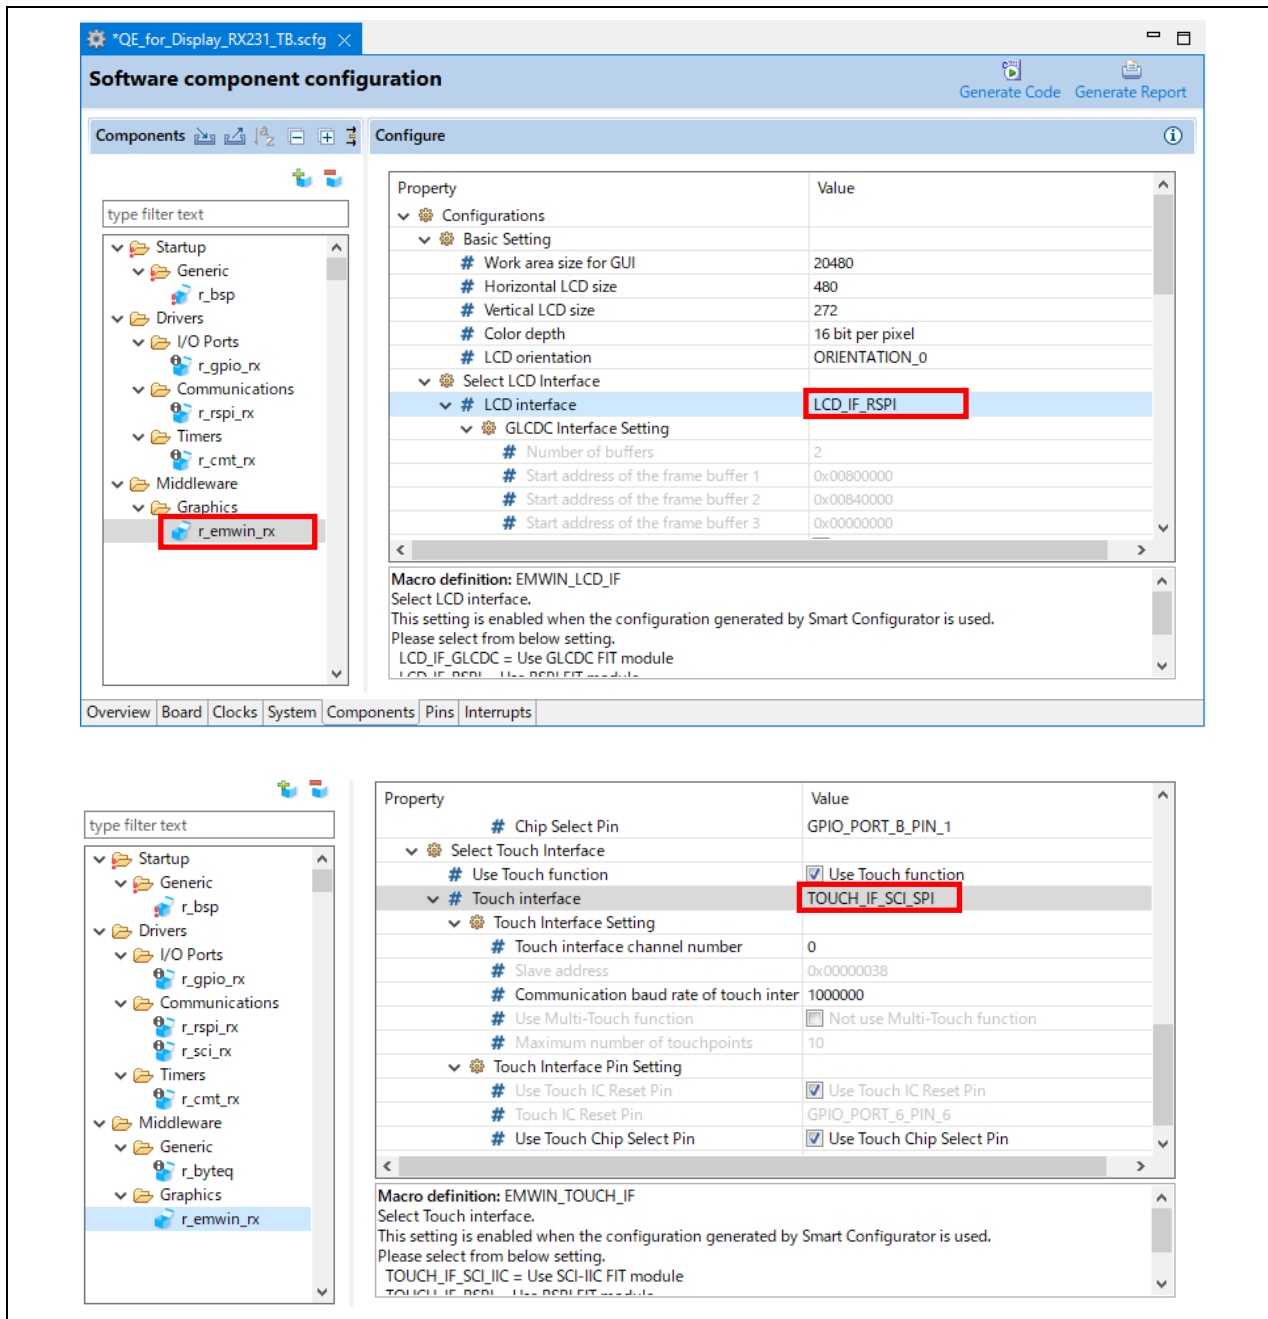 *QE_for_Display_RX231_TB.scfg
Software component configuration
Generate Code Generate Report
Components
Configure
type filter text
Startup
Generic
r_bsp
Drivers
I/O Ports
r_gpio_rx
Communications
r_rspi_rx
Timers
r_cmt_rx
Middleware
Graphics
r_emwin_rx
Property Value
Configurations
Basic Setting
# Work area size for GUI 20480
# Horizontal LCD size 480
# Vertical LCD size 272
# Color depth 16 bit per pixel
# LCD orientation ORIENTATION_0
Select LCD Interface
# LCD interface LCD_IF_RSPI
GLCDC Interface Setting
# Number of buffers 2
# Start address of the frame buffer 1 0x00800000
# Start address of the frame buffer 2 0x00840000
# Start address of the frame buffer 3 0x00000000
Macro definition: EMWIN_LCD_IF
Select LCD interface.
This setting is enabled when the configuration generated by Smart Configurator is used.
Please select from below setting.
LCD_IF_GLCDC = Use GLCDC FIT module
LCD_IF_RSPI = Use RSPI FIT module
Overview Board Clocks System Components Pins Interrupts
type filter text
Startup
Generic
r_bsp
Drivers
I/O Ports
r_gpio_rx
Communications
r_rspi_rx
r_sci_rx
Timers
r_cmt_rx
Middleware
Generic
r_byteq
Graphics
r_emwin_rx
Property Value
# Chip Select Pin GPIO_PORT_B_PIN_1
Select Touch Interface
# Use Touch function Use Touch function
# Touch interface TOUCH_IF_SCI_SPI
Touch Interface Setting
# Touch interface channel number 0
# Slave address 0x00000038
# Communication baud rate of touch inter 1000000
# Use Multi-Touch function Not use Multi-Touch function
# Maximum number of touchpoints 10
Touch Interface Pin Setting
# Use Touch IC Reset Pin Use Touch IC Reset Pin
# Touch IC Reset Pin GPIO_PORT_6_PIN_6
# Use Touch Chip Select Pin Use Touch Chip Select Pin
Macro definition: EMWIN_TOUCH_IF
Select Touch interface.
This setting is enabled when the configuration generated by Smart Configurator is used.
Please select from below setting.
TOUCH_IF_SCI_IIC = Use SCI-IIC FIT module
TOUCH_IF_RSPI = Use RSPI FIT module